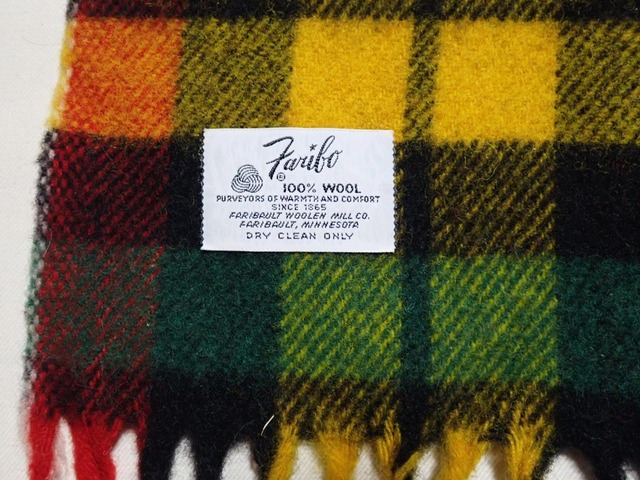 Faribo
® 100% WOOL
PURVEYORS OF WARMTH AND COMFORT
SINCE 1865
FARIBAULT WOOLEN MILL CO.
FARIBAULT, MINNESOTA
DRY CLEAN ONLY